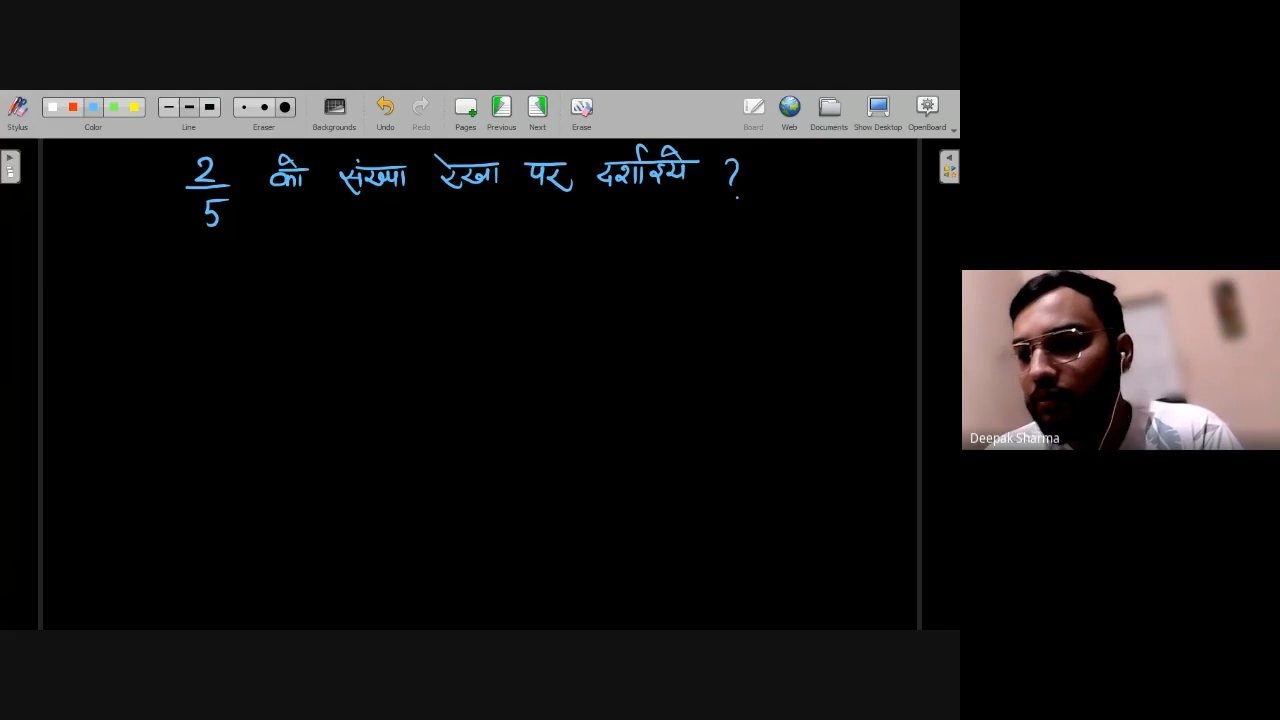 Stylus Color Line Eraser Backgrounds Undo Redo Pages Previous Next Erase Board Web Documents Show Desktop OpenBoard
2/5 को संख्या रेखा पर दर्शाइये ?
Deepak Sharma